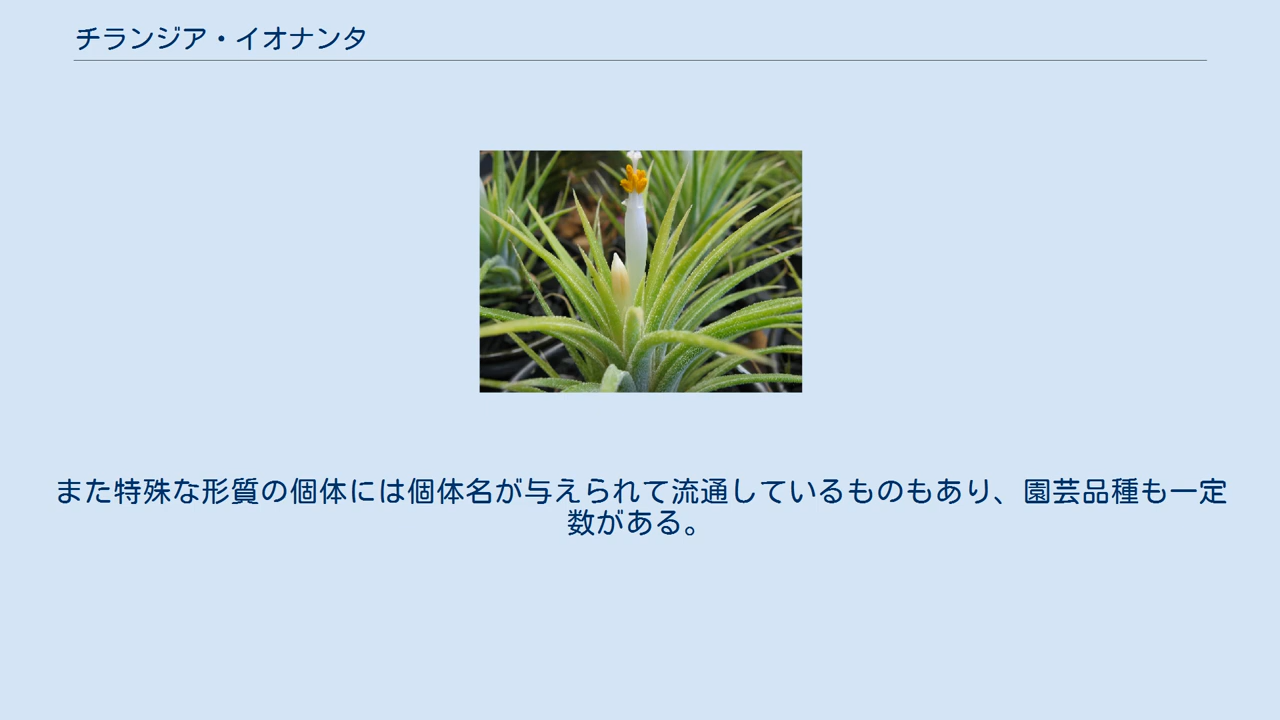 チランジア・イオナンタ
また特殊な形質の個体には個体名が与えられて流通しているものもあり、園芸品種も一定
数がある。